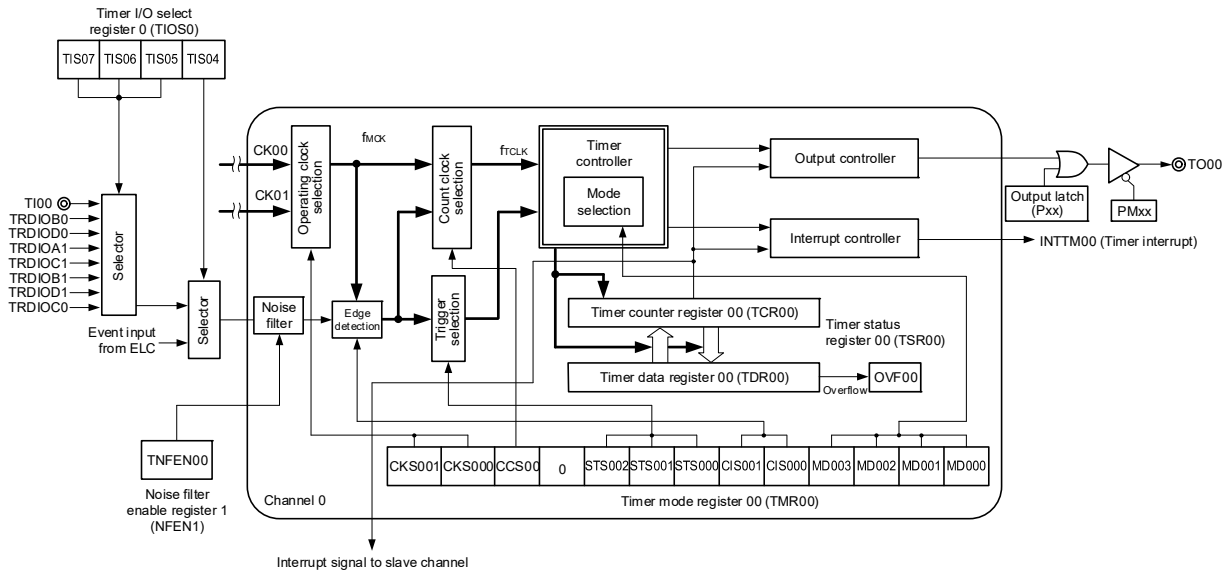 Timer I/O select
register 0 (TIOS0)
TIS07 TIS06 TIS05 TIS04
CK00
CK01
Operating clock
selection
fMCK
Count clock
selection
fTCLK
Timer
controller
Mode
selection
Output controller
Output latch
(Pxx)
PMxx
TO00
Interrupt controller
INTTM00 (Timer interrupt)
TI00
TRDIOB0
TRDIOD0
TRDIOA1
TRDIOC1
TRDIOB1
TRDIOD1
TRDIOC0
Selector
Event input
from ELC
Selector
Noise
filter
Edge
detection
Trigger
selection
Timer counter register 00 (TCR00)
Timer status
register 00 (TSR00)
Timer data register 00 (TDR00)
Overflow
OVF00
TNFEN00
Noise filter
enable register 1
(NFEN1)
CKS001 CKS000 CCS00 0 STS002 STS001 STS000 CIS001 CIS000 MD003 MD002 MD001 MD000
Channel 0
Timer mode register 00 (TMR00)
Interrupt signal to slave channel